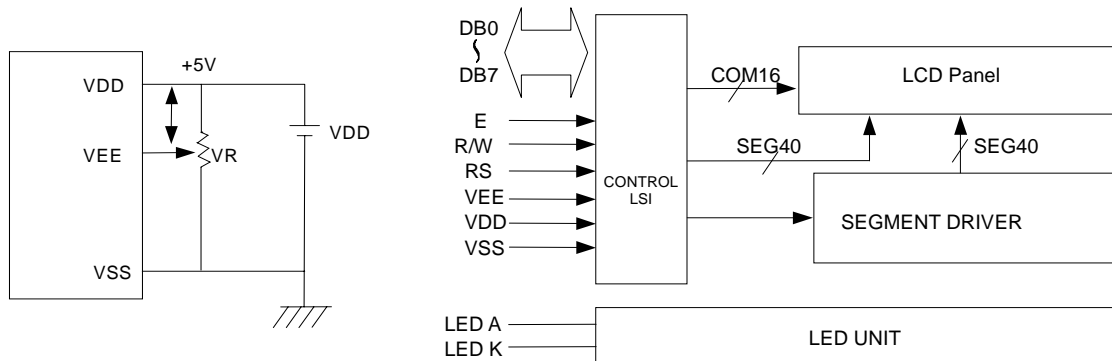 +5V
VDD
VDD
VEE
VR
VSS
DB0
DB7
E
R/W
RS
VEE
VDD
VSS
CONTROL
LSI
COM16
LCD Panel
SEG40
SEG40
SEGMENT DRIVER
LED A
LED K
LED UNIT